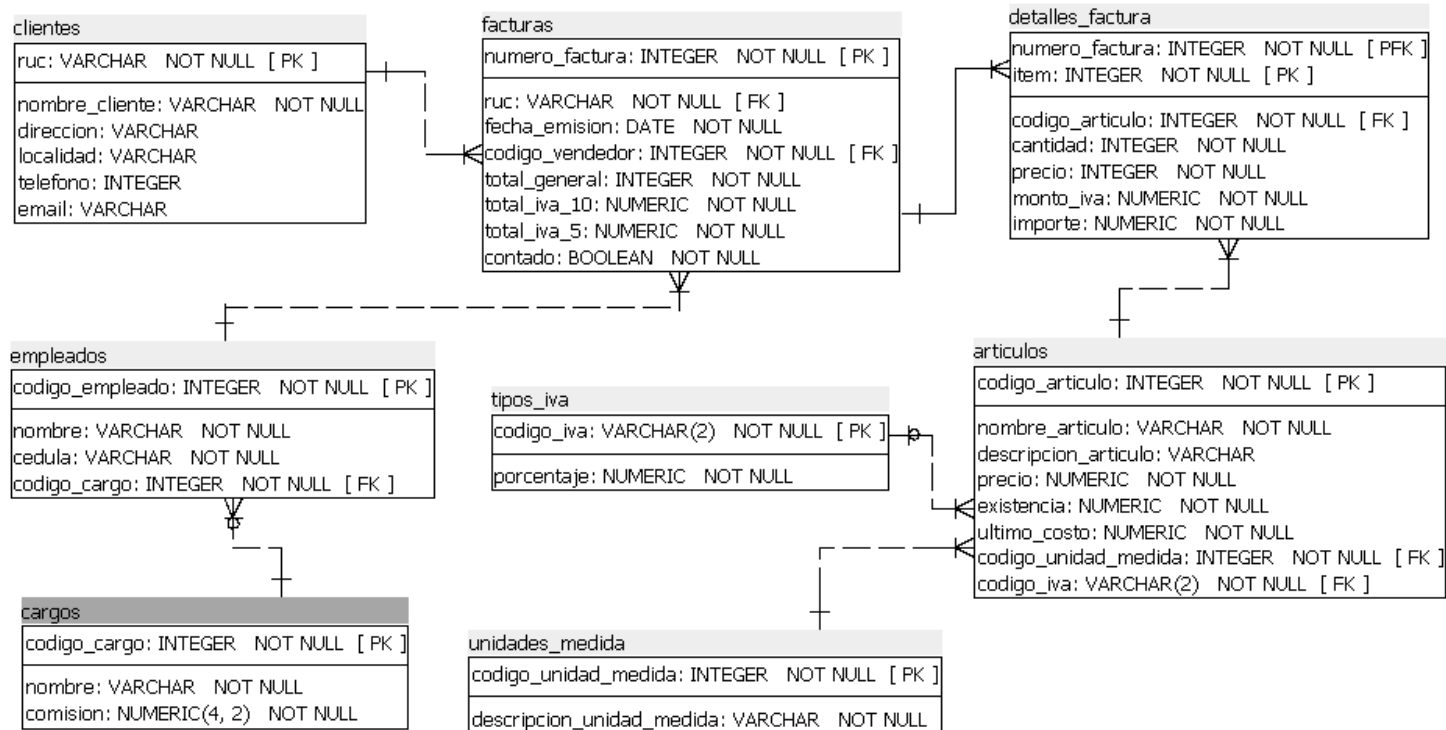 clientes
ruc: VARCHAR NOT NULL [ PK ]
nombre_cliente: VARCHAR NOT NULL
direccion: VARCHAR
localidad: VARCHAR
telefono: INTEGER
email: VARCHAR
facturas
numero_factura: INTEGER NOT NULL [ PK ]
ruc: VARCHAR NOT NULL [ FK ]
fecha_emision: DATE NOT NULL
codigo_vendedor: INTEGER NOT NULL [ FK ]
total_general: INTEGER NOT NULL
total_iva_10: NUMERIC NOT NULL
total_iva_5: NUMERIC NOT NULL
contado: BOOLEAN NOT NULL
detalles_factura
numero_factura: INTEGER NOT NULL [ PFK ]
item: INTEGER NOT NULL [ PK ]
codigo_articulo: INTEGER NOT NULL [ FK ]
cantidad: INTEGER NOT NULL
precio: INTEGER NOT NULL
monto_iva: NUMERIC NOT NULL
importe: NUMERIC NOT NULL
empleados
codigo_empleado: INTEGER NOT NULL [ PK ]
nombre: VARCHAR NOT NULL
cedula: VARCHAR NOT NULL
codigo_cargo: INTEGER NOT NULL [ FK ]
tipos_iva
codigo_iva: VARCHAR(2) NOT NULL [ PK ]
porcentaje: NUMERIC NOT NULL
articulos
codigo_articulo: INTEGER NOT NULL [ PK ]
nombre_articulo: VARCHAR NOT NULL
descripcion_articulo: VARCHAR
precio: NUMERIC NOT NULL
existencia: NUMERIC NOT NULL
ultimo_costo: NUMERIC NOT NULL
codigo_unidad_medida: INTEGER NOT NULL [ FK ]
codigo_iva: VARCHAR(2) NOT NULL [ FK ]
cargos
codigo_cargo: INTEGER NOT NULL [ PK ]
nombre: VARCHAR NOT NULL
comision: NUMERIC(4, 2) NOT NULL
unidades_medida
codigo_unidad_medida: INTEGER NOT NULL [ PK ]
descripcion_unidad_medida: VARCHAR NOT NULL